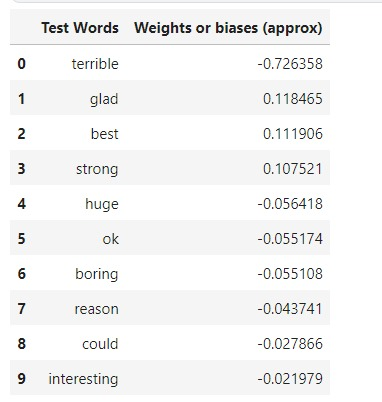 Test Words Weights or biases (approx)
0 terrible -0.726358
1 glad 0.118465
2 best 0.111906
3 strong 0.107521
4 huge -0.056418
5 ok -0.055174
6 boring -0.055108
7 reason -0.043741
8 could -0.027866
9 interesting -0.021979